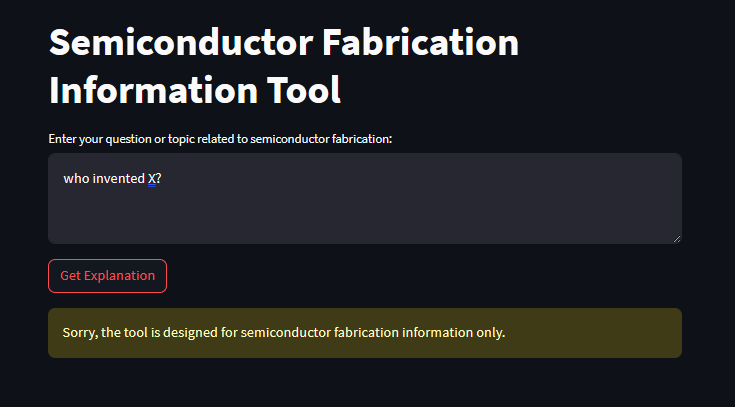 Semiconductor Fabrication
Information Tool
Enter your question or topic related to semiconductor fabrication:
who invented X?
Get Explanation
Sorry, the tool is designed for semiconductor fabrication information only.